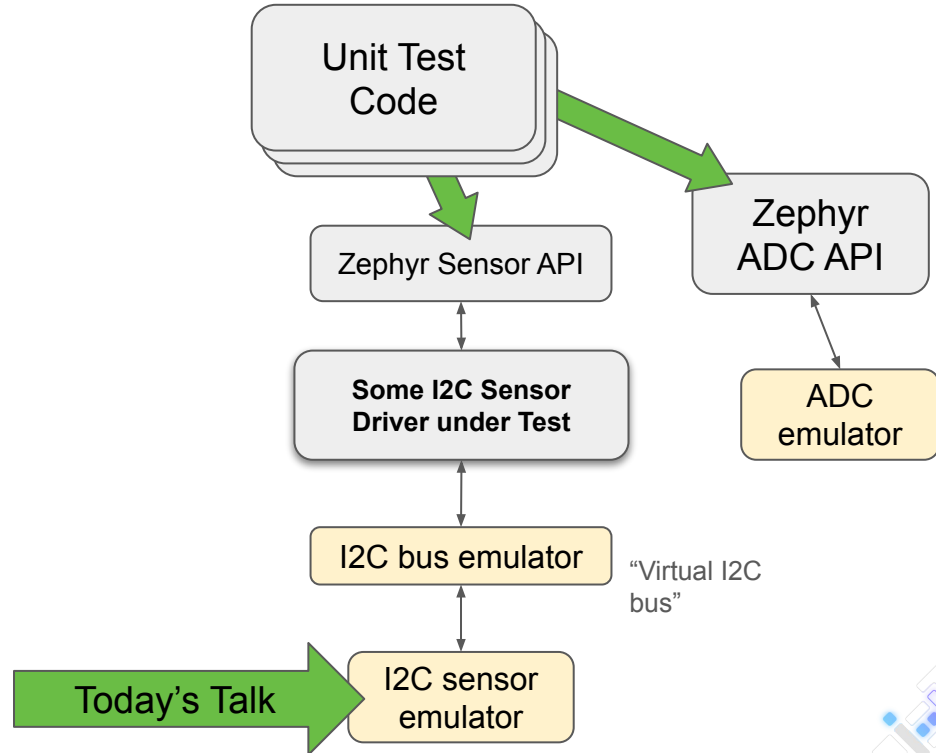 Unit Test
Code
Zephyr
ADC API
Zephyr Sensor API
Some I2C Sensor
Driver under Test
ADC
emulator
I2C bus emulator
“Virtual I2C
bus”
Today’s Talk
I2C sensor
emulator